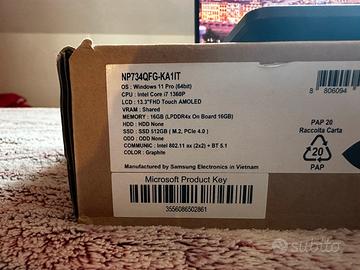 NP734QFG-KA1IT
OS : Windows 11 Pro (64bit)
CPU : Intel Core i7 1360P
LCD : 13.3"FHD Touch AMOLED
VRAM : Shared
MEMORY : 16GB (LPDDR4x On Board 16GB)
HDD : HDD None
SSD : SSD 512GB ( M.2, PCIe 4.0 )
ODD : ODD None
COMMUNIC : Intel 802.11 ax (2x2) + BT 5.1
COLOR : Graphite
Manufactured by Samsung Electronics in Vietnam
Microsoft Product Key
3556086502861
8 806094
PAP 20
Raccolta Carta
20
PAP
subito